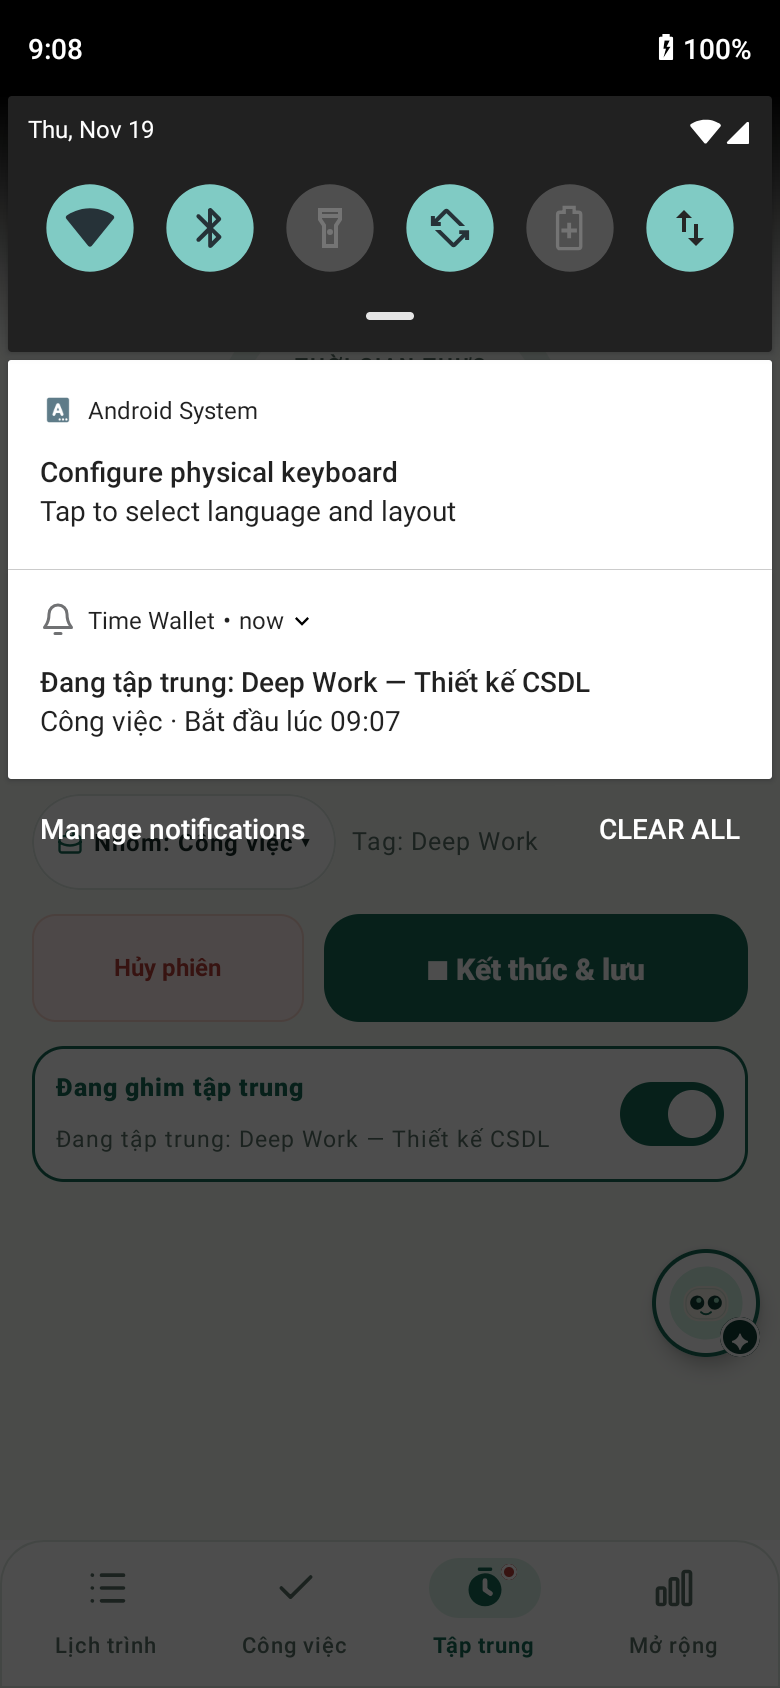 9:08
100%
Thu, Nov 19
Android System
Configure physical keyboard
Tap to select language and layout
Time Wallet • now
Đang tập trung: Deep Work — Thiết kế CSDL
Công việc · Bắt đầu lúc 09:07
Manage notifications
CLEAR ALL
Nhóm: Công việc
Tag: Deep Work
Hủy phiên
Kết thúc & lưu
Đang ghim tập trung
Đang tập trung: Deep Work — Thiết kế CSDL
Lịch trình
Công việc
Tập trung
Mở rộng